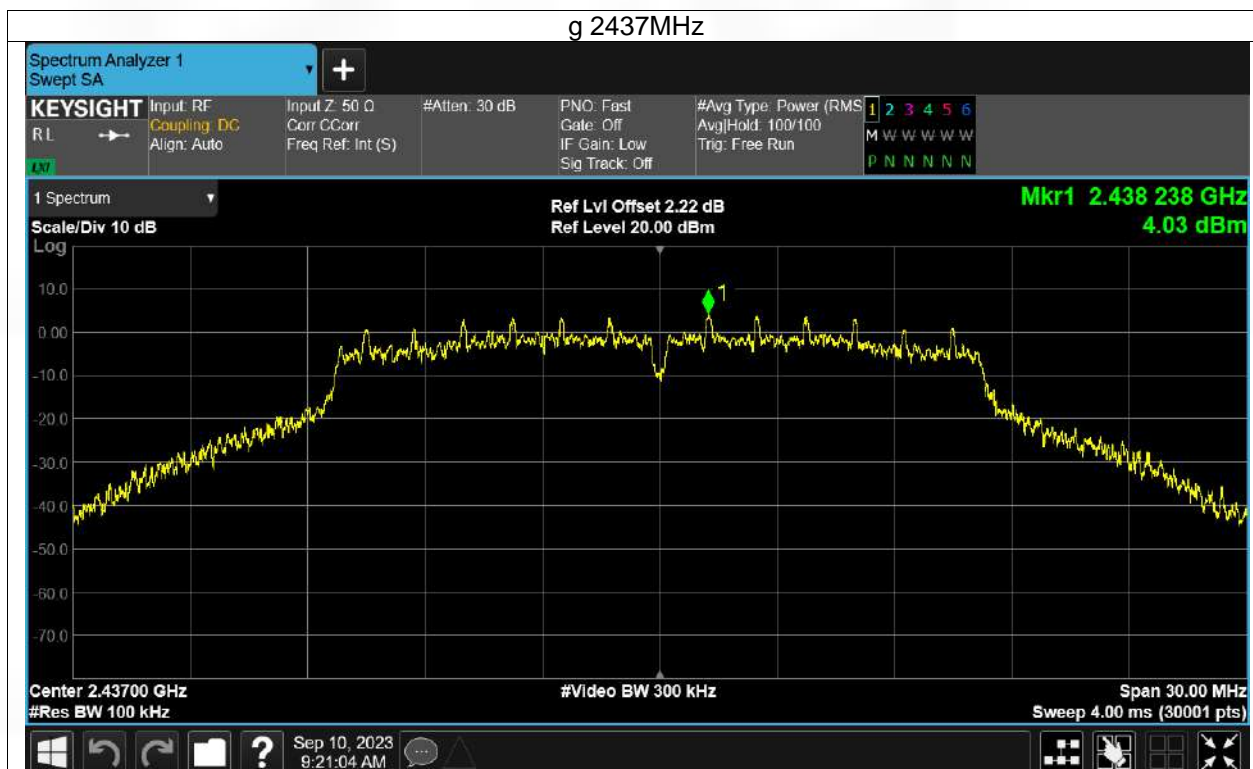 g 2437MHz
Spectrum Analyzer 1
Swept SA
+
KEYSIGHT
RL
LXI
Input: RF
Coupling: DC
Align: Auto
Input Z: 50 Ω
Corr CCorr
Freq Ref: Int (S)
#Atten: 30 dB
PNO: Fast
Gate: Off
IF Gain: Low
Sig Track: Off
#Avg Type: Power (RMS
Avg|Hold: 100/100
Trig: Free Run
1 2 3 4 5 6
M W W W W W
P N N N N N
1 Spectrum
Scale/Div 10 dB
Log
Ref Lvl Offset 2.22 dB
Ref Level 20.00 dBm
Mkr1 2.438 238 GHz
4.03 dBm
1
10.0
0.00
-10.0
-20.0
-30.0
-40.0
-50.0
-60.0
-70.0
Center 2.43700 GHz
#Res BW 100 kHz
#Video BW 300 kHz
Span 30.00 MHz
Sweep 4.00 ms (30001 pts)
?
Sep 10, 2023
9:21:04 AM